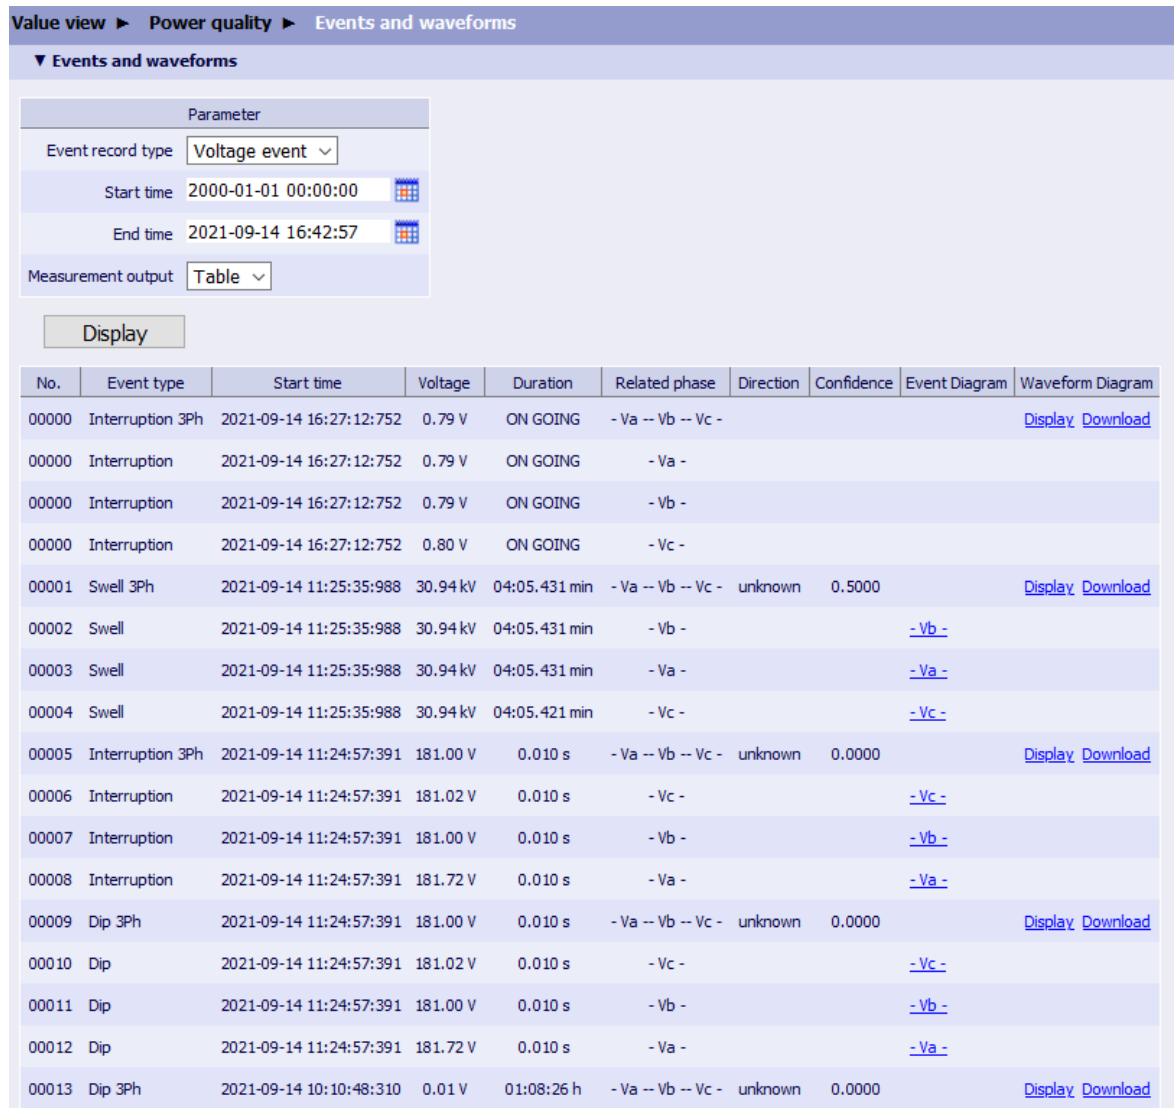 Value view ► Power quality ► Events and waveforms
▼ Events and waveforms
Parameter
Event record type Voltage event
Start time 2000-01-01 00:00:00
End time 2021-09-14 16:42:57
Measurement output Table
Display
No. Event type Start time Voltage Duration Related phase Direction Confidence Event Diagram Waveform Diagram
00000 Interruption 3Ph 2021-09-14 16:27:12:752 0.79 V ON GOING - Va -- Vb -- Vc - Display Download
00000 Interruption 2021-09-14 16:27:12:752 0.79 V ON GOING - Va -
00000 Interruption 2021-09-14 16:27:12:752 0.79 V ON GOING - Vb -
00000 Interruption 2021-09-14 16:27:12:752 0.80 V ON GOING - Vc -
00001 Swell 3Ph 2021-09-14 11:25:35:988 30.94 kV 04:05.431 min - Va -- Vb -- Vc - unknown 0.5000 Display Download
00002 Swell 2021-09-14 11:25:35:988 30.94 kV 04:05.431 min - Vb - - Vb -
00003 Swell 2021-09-14 11:25:35:988 30.94 kV 04:05.431 min - Va - - Va -
00004 Swell 2021-09-14 11:25:35:988 30.94 kV 04:05.421 min - Vc - - Vc -
00005 Interruption 3Ph 2021-09-14 11:24:57:391 181.00 V 0.010 s - Va -- Vb -- Vc - unknown 0.0000 Display Download
00006 Interruption 2021-09-14 11:24:57:391 181.02 V 0.010 s - Vc - - Vc -
00007 Interruption 2021-09-14 11:24:57:391 181.00 V 0.010 s - Vb - - Vb -
00008 Interruption 2021-09-14 11:24:57:391 181.72 V 0.010 s - Va - - Va -
00009 Dip 3Ph 2021-09-14 11:24:57:391 181.00 V 0.010 s - Va -- Vb -- Vc - unknown 0.0000 Display Download
00010 Dip 2021-09-14 11:24:57:391 181.02 V 0.010 s - Vc - - Vc -
00011 Dip 2021-09-14 11:24:57:391 181.00 V 0.010 s - Vb - - Vb -
00012 Dip 2021-09-14 11:24:57:391 181.72 V 0.010 s - Va - - Va -
00013 Dip 3Ph 2021-09-14 10:10:48:310 0.01 V 01:08:26 h - Va -- Vb -- Vc - unknown 0.0000 Display Download